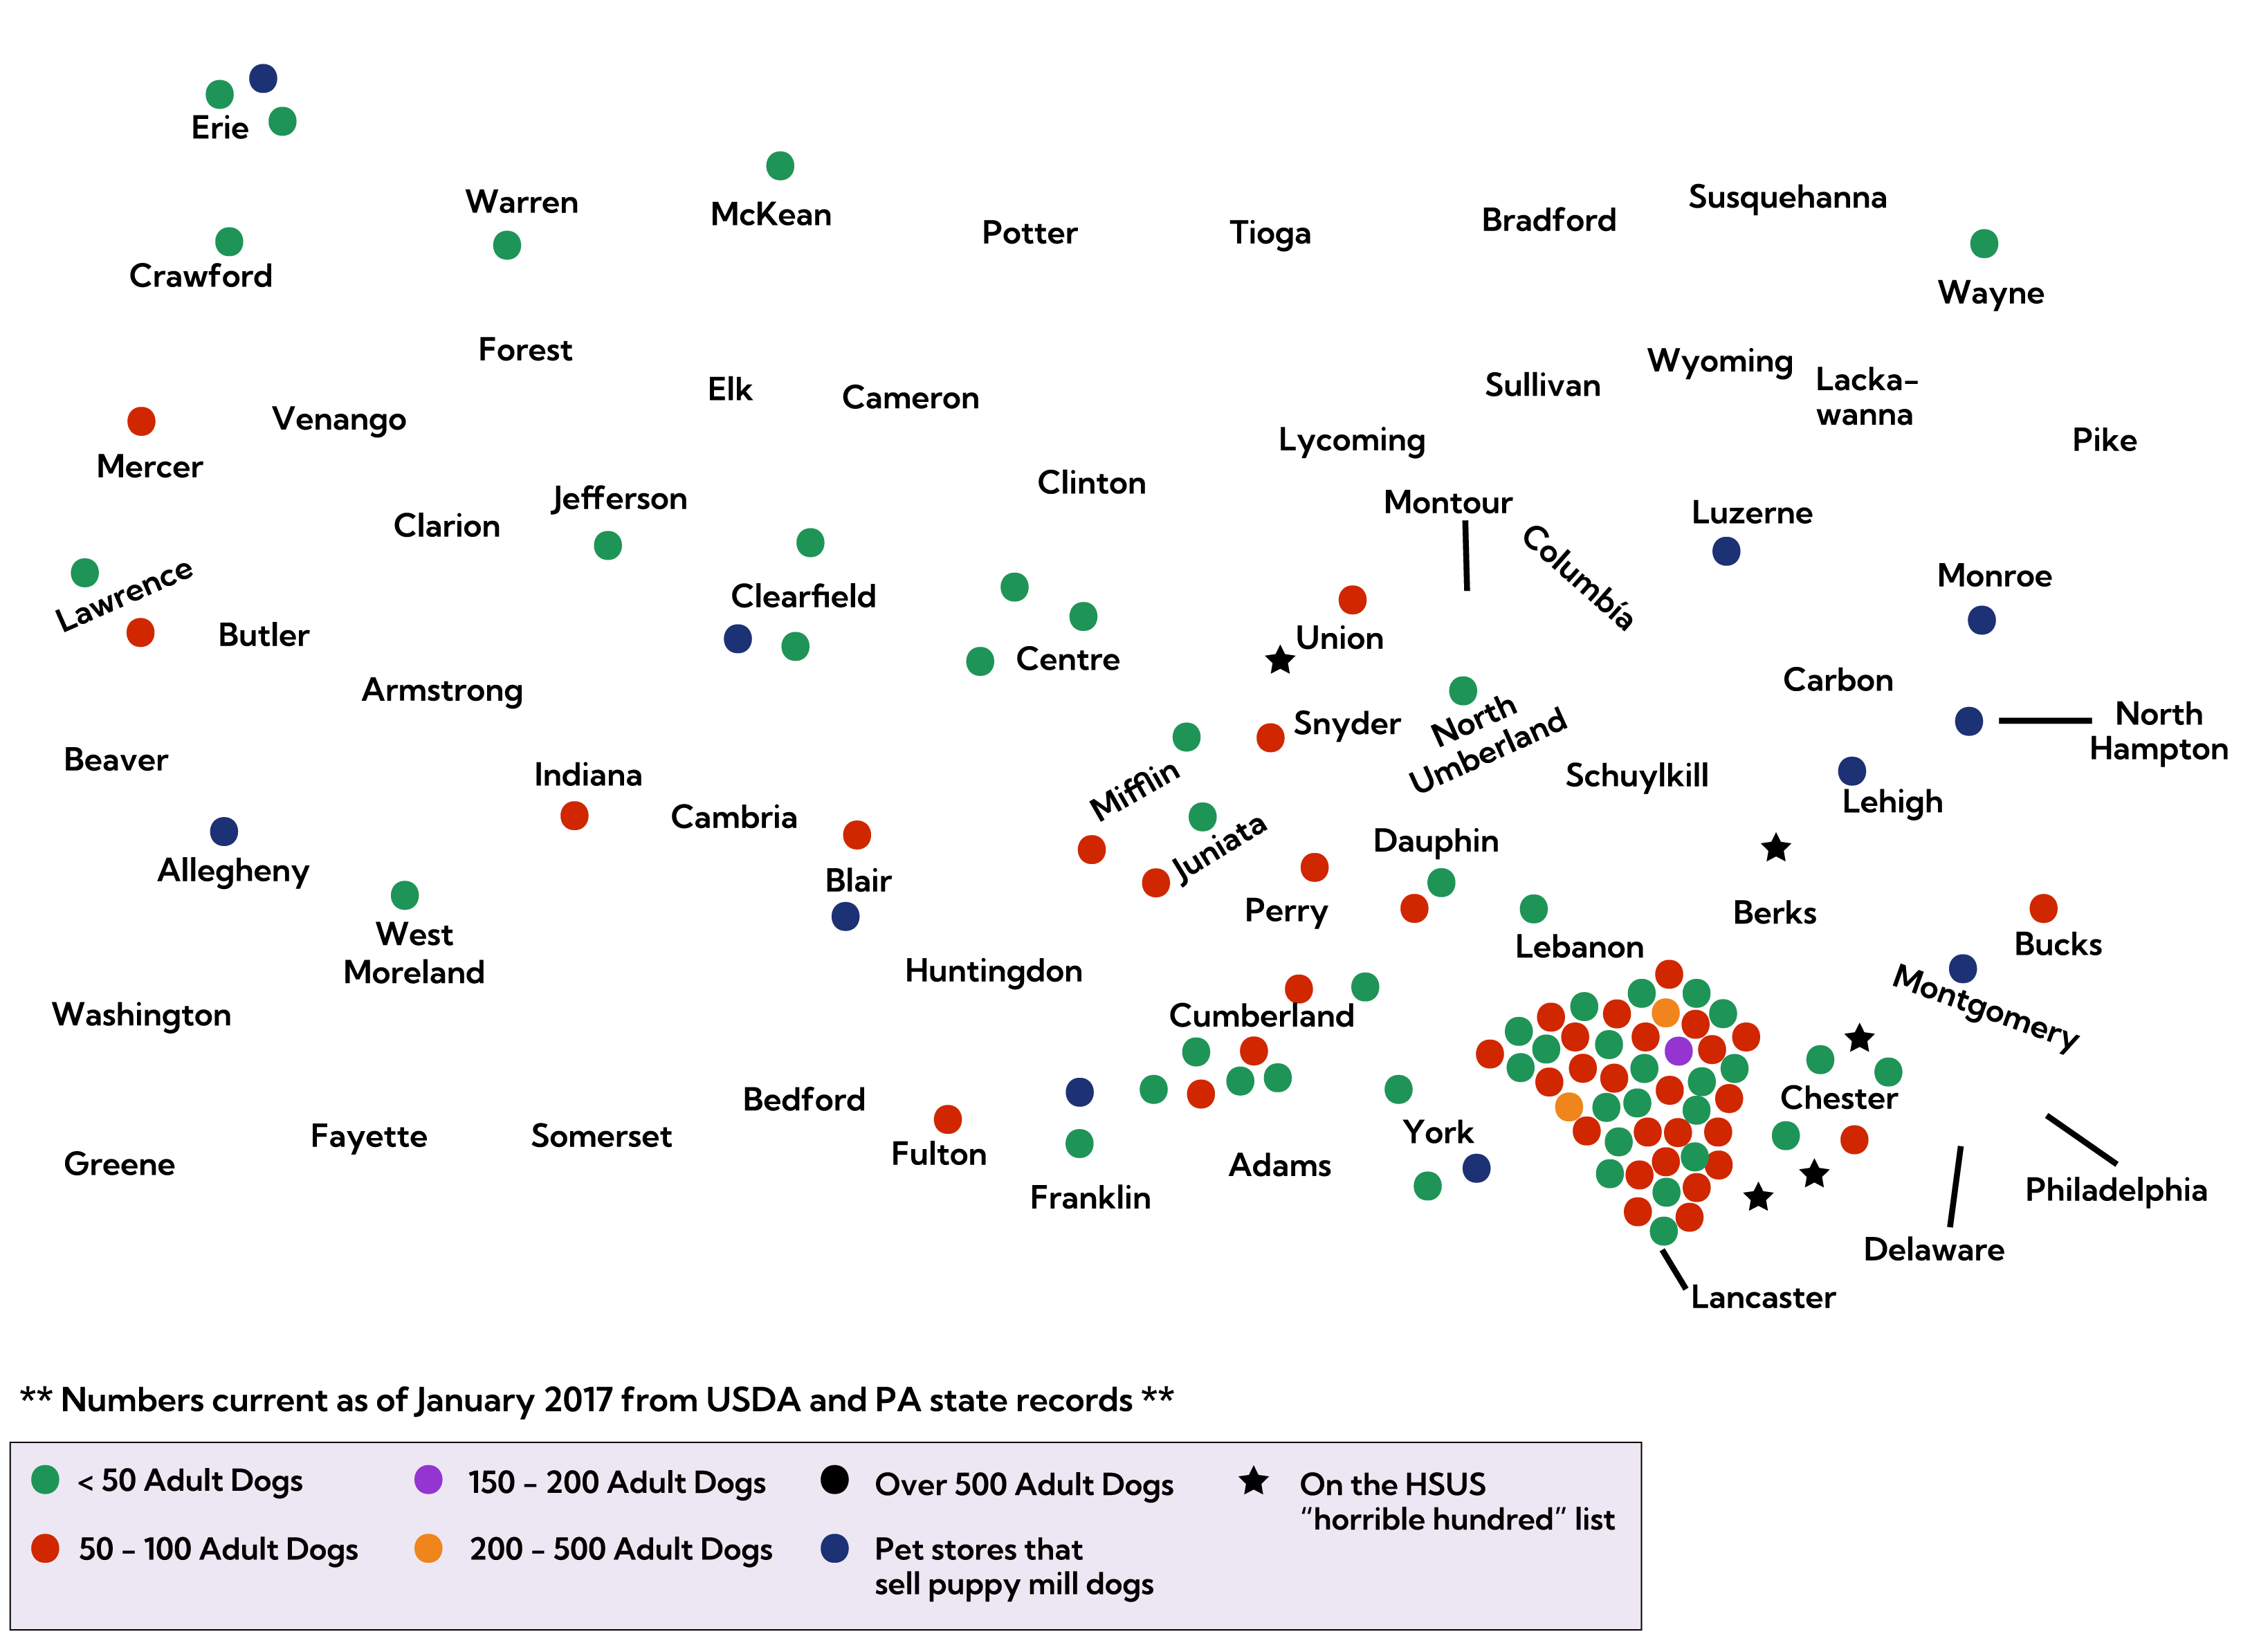 Erie
Warren
McKean
Potter
Tioga
Bradford
Susquehanna
Crawford
Wayne
Forest
Elk
Cameron
Sullivan
Wyoming
Lacka-
wanna
Mercer
Venango
Lycoming
Pike
Jefferson
Clarion
Clinton
Montour
Columbía
Luzerne
Lawrence
Butler
Clearfield
Centre
Union
Monroe
Armstrong
Carbon
Snyder
North
Umberland
North
Hampton
Beaver
Indiana
Cambria
Mifflin
Schuylkill
Lehigh
Allegheny
Blair
Juniata
Dauphin
Perry
Berks
West
Moreland
Huntingdon
Lebanon
Bucks
Montgomery
Washington
Cumberland
Bedford
Chester
Greene
Fayette
Somerset
Fulton
Franklin
Adams
York
Philadelphia
Delaware
Lancaster
** Numbers current as of January 2017 from USDA and PA state records **
< 50 Adult Dogs
50 - 100 Adult Dogs
150 - 200 Adult Dogs
200 - 500 Adult Dogs
Over 500 Adult Dogs
Pet stores that
sell puppy mill dogs
On the HSUS
“horrible hundred” list